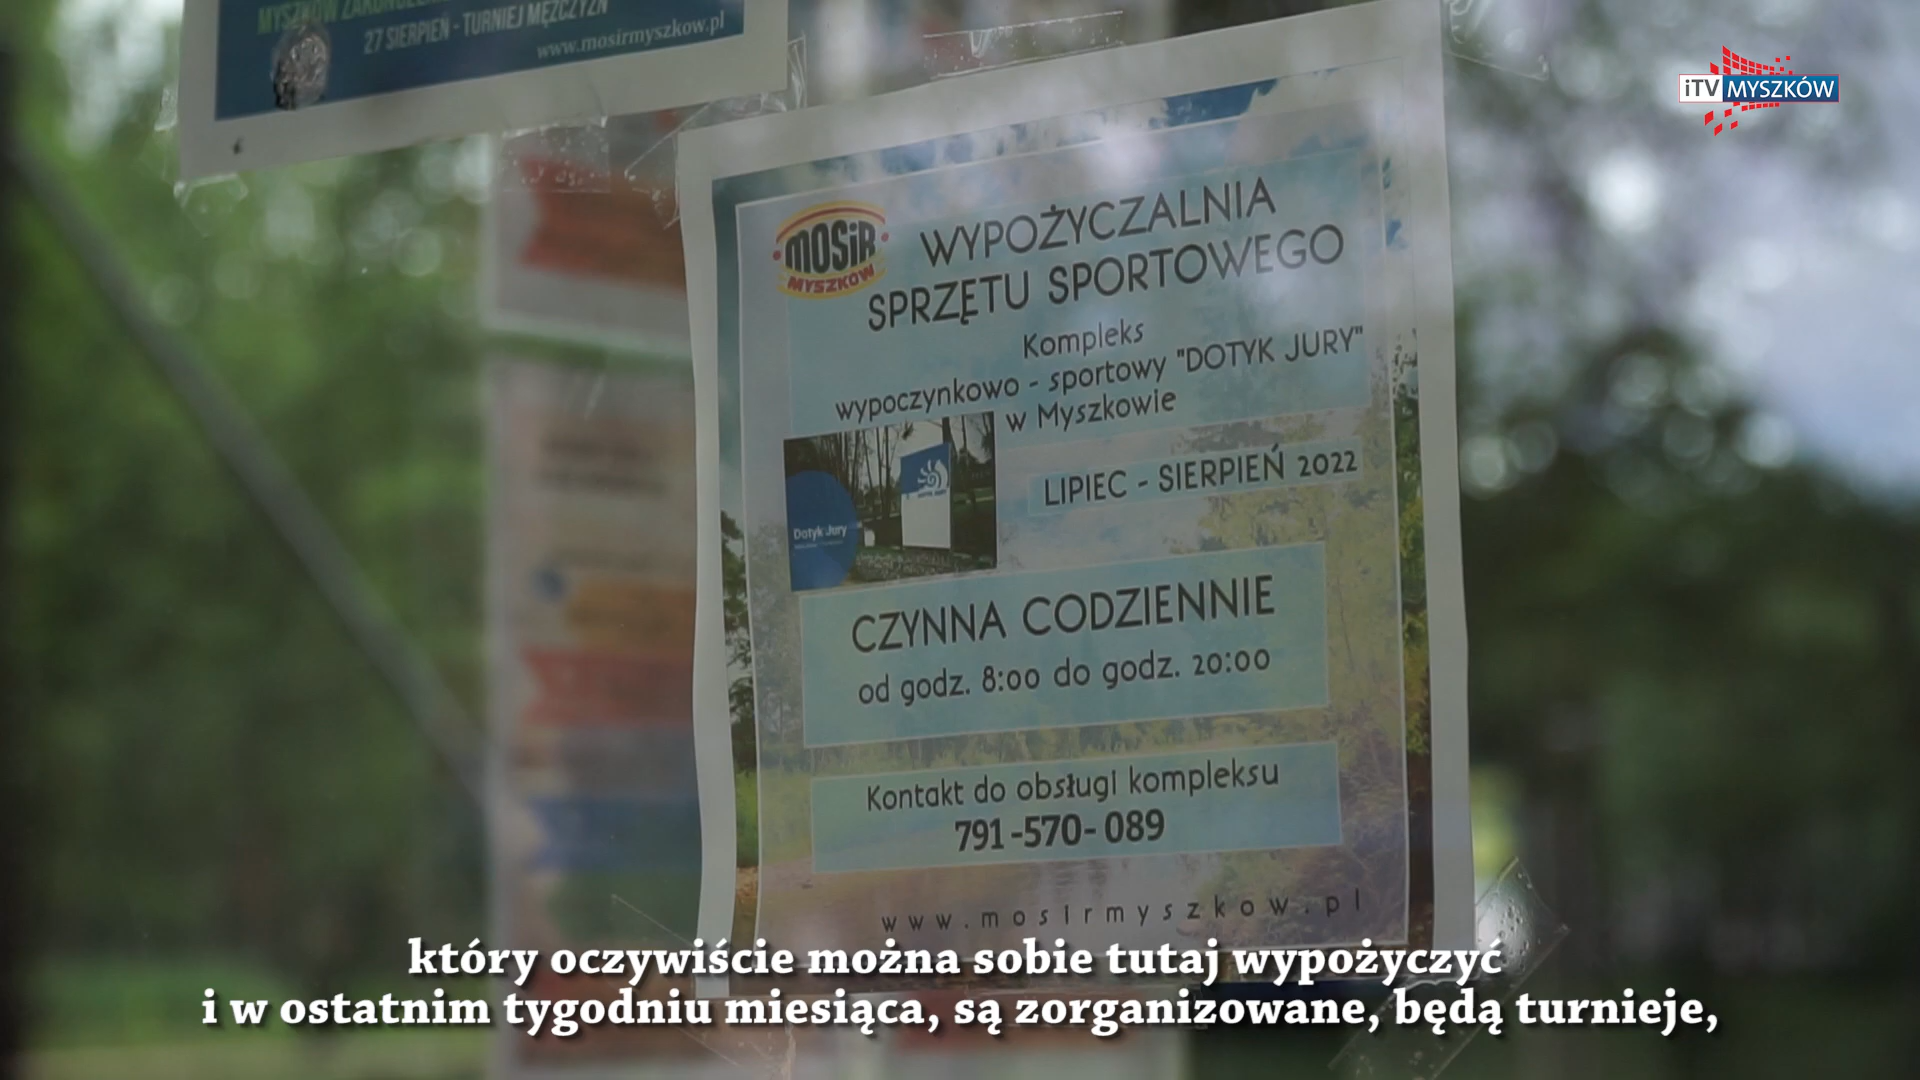 MYSZKÓW
27 SIERPIEŃ - TURNIEJ MĘŻCZYZN
www.mosirmyszkow.pl
iTV MYSZKÓW
MOSiR
MYSZKÓW
WYPOŻYCZALNIA
SPRZĘTU SPORTOWEGO
Kompleks
wypoczynkowo - sportowy "DOTYK JURY"
w Myszkowie
Dotyk Jury
LIPIEC - SIERPIEŃ 2022
CZYNNA CODZIENNIE
od godz. 8:00 do godz. 20:00
Kontakt do obsługi kompleksu
791-570-089
www.mosirmyszkow.pl
który oczywiście można sobie tutaj wypożyczyć
i w ostatnim tygodniu miesiąca, są zorganizowane, będą turnieje,